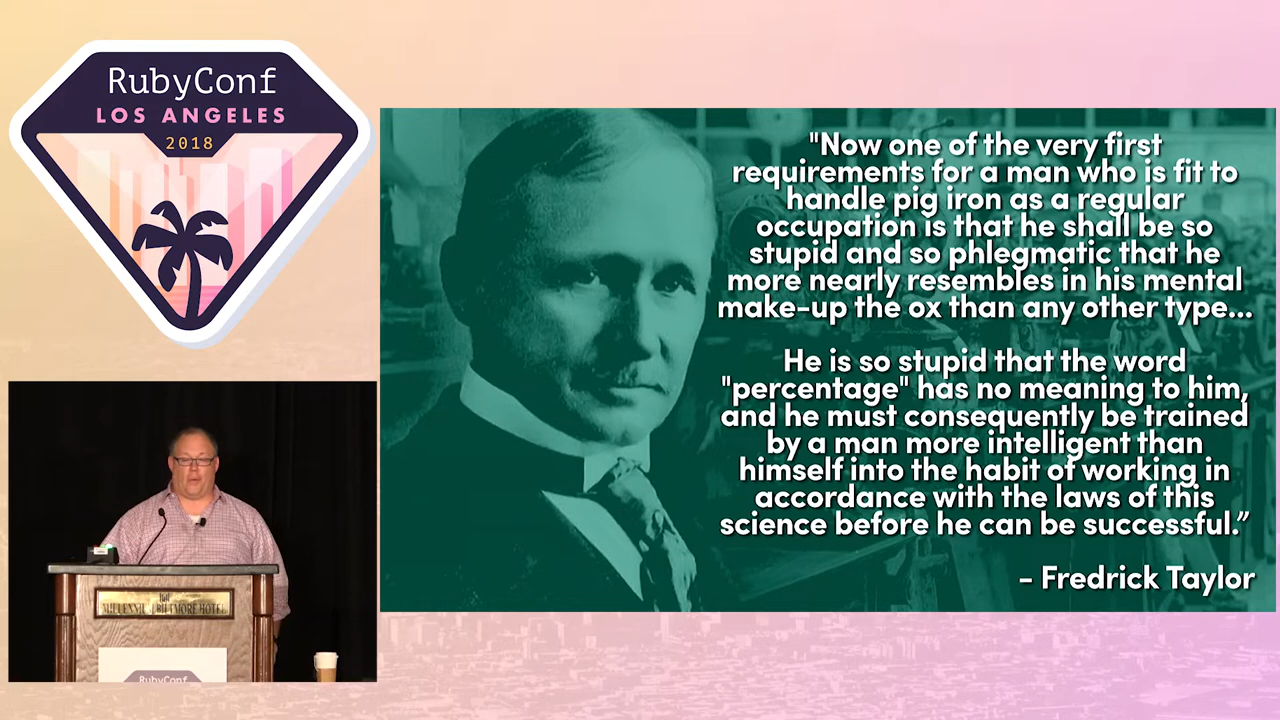 RubyConf
LOS ANGELES
2018
"Now one of the very first
requirements for a man who is fit to
handle pig iron as a regular
occupation is that he shall be so
stupid and so phlegmatic that he
more nearly resembles in his mental
make-up the ox than any other type...
He is so stupid that the word
"percentage" has no meaning to him,
and he must consequently be trained
by a man more intelligent than
himself into the habit of working in
accordance with the laws of this
science before he can be successful.”
- Fredrick Taylor
MILLENNIUM BILTMORE HOTEL
RubyConf